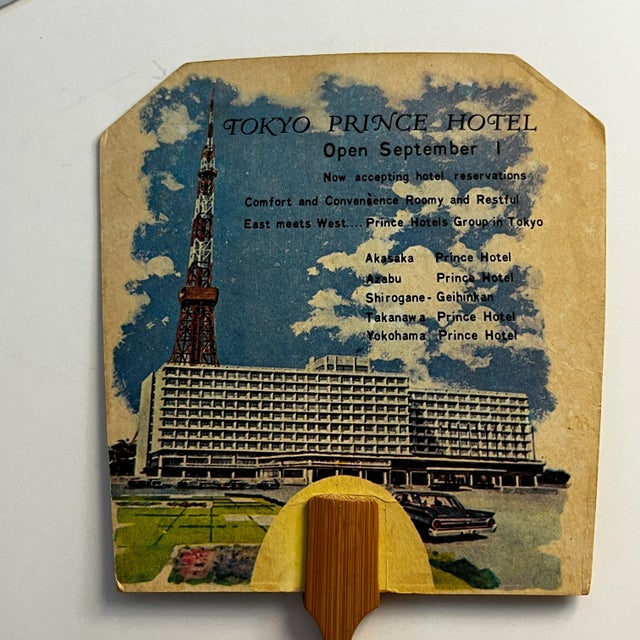 TOKYO PRINCE HOTEL
Open September 1
Now accepting hotel reservations
Comfort and Convenience Roomy and Restful
East meets West.... Prince Hotels Group in Tokyo
Akasaka Prince Hotel
Azabu Prince Hotel
Shirogane - Geihinkan
Takanawa Prince Hotel
Yokohama Prince Hotel